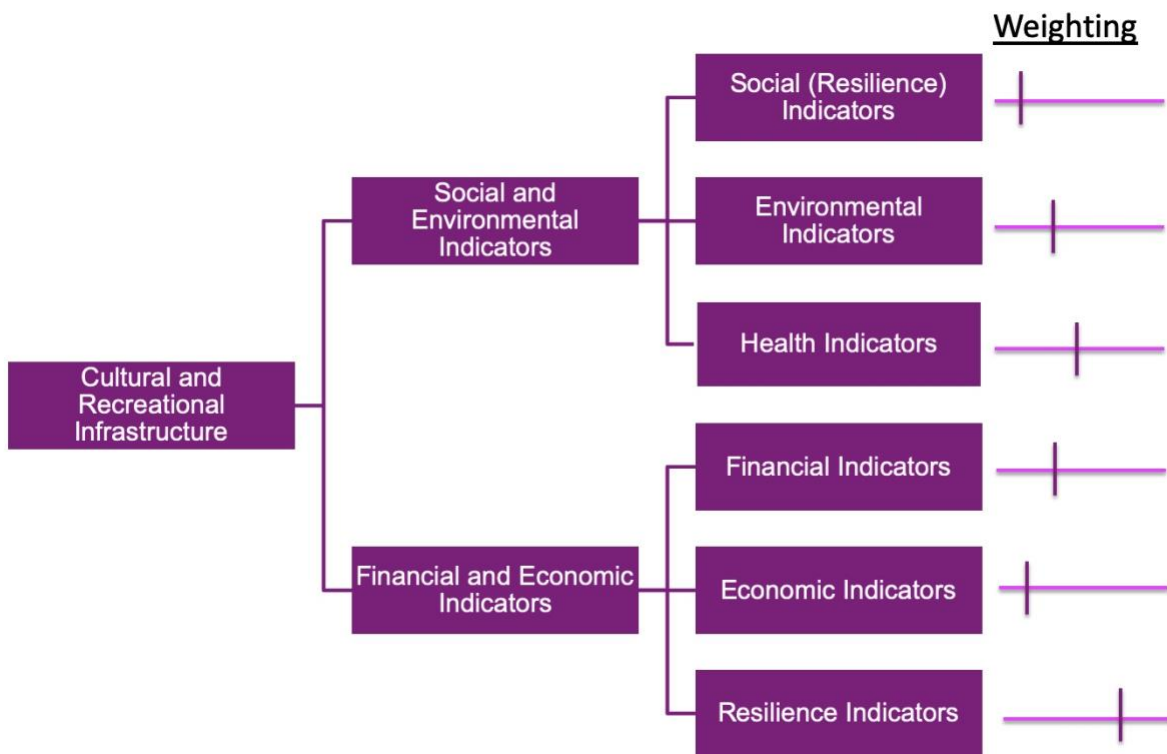 Weighting
Social (Resilience)
Indicators
Social and
Environmental
Indicators
Environmental
Indicators
Health Indicators
Cultural and
Recreational
Infrastructure
Financial Indicators
Financial and Economic
Indicators
Economic Indicators
Resilience Indicators